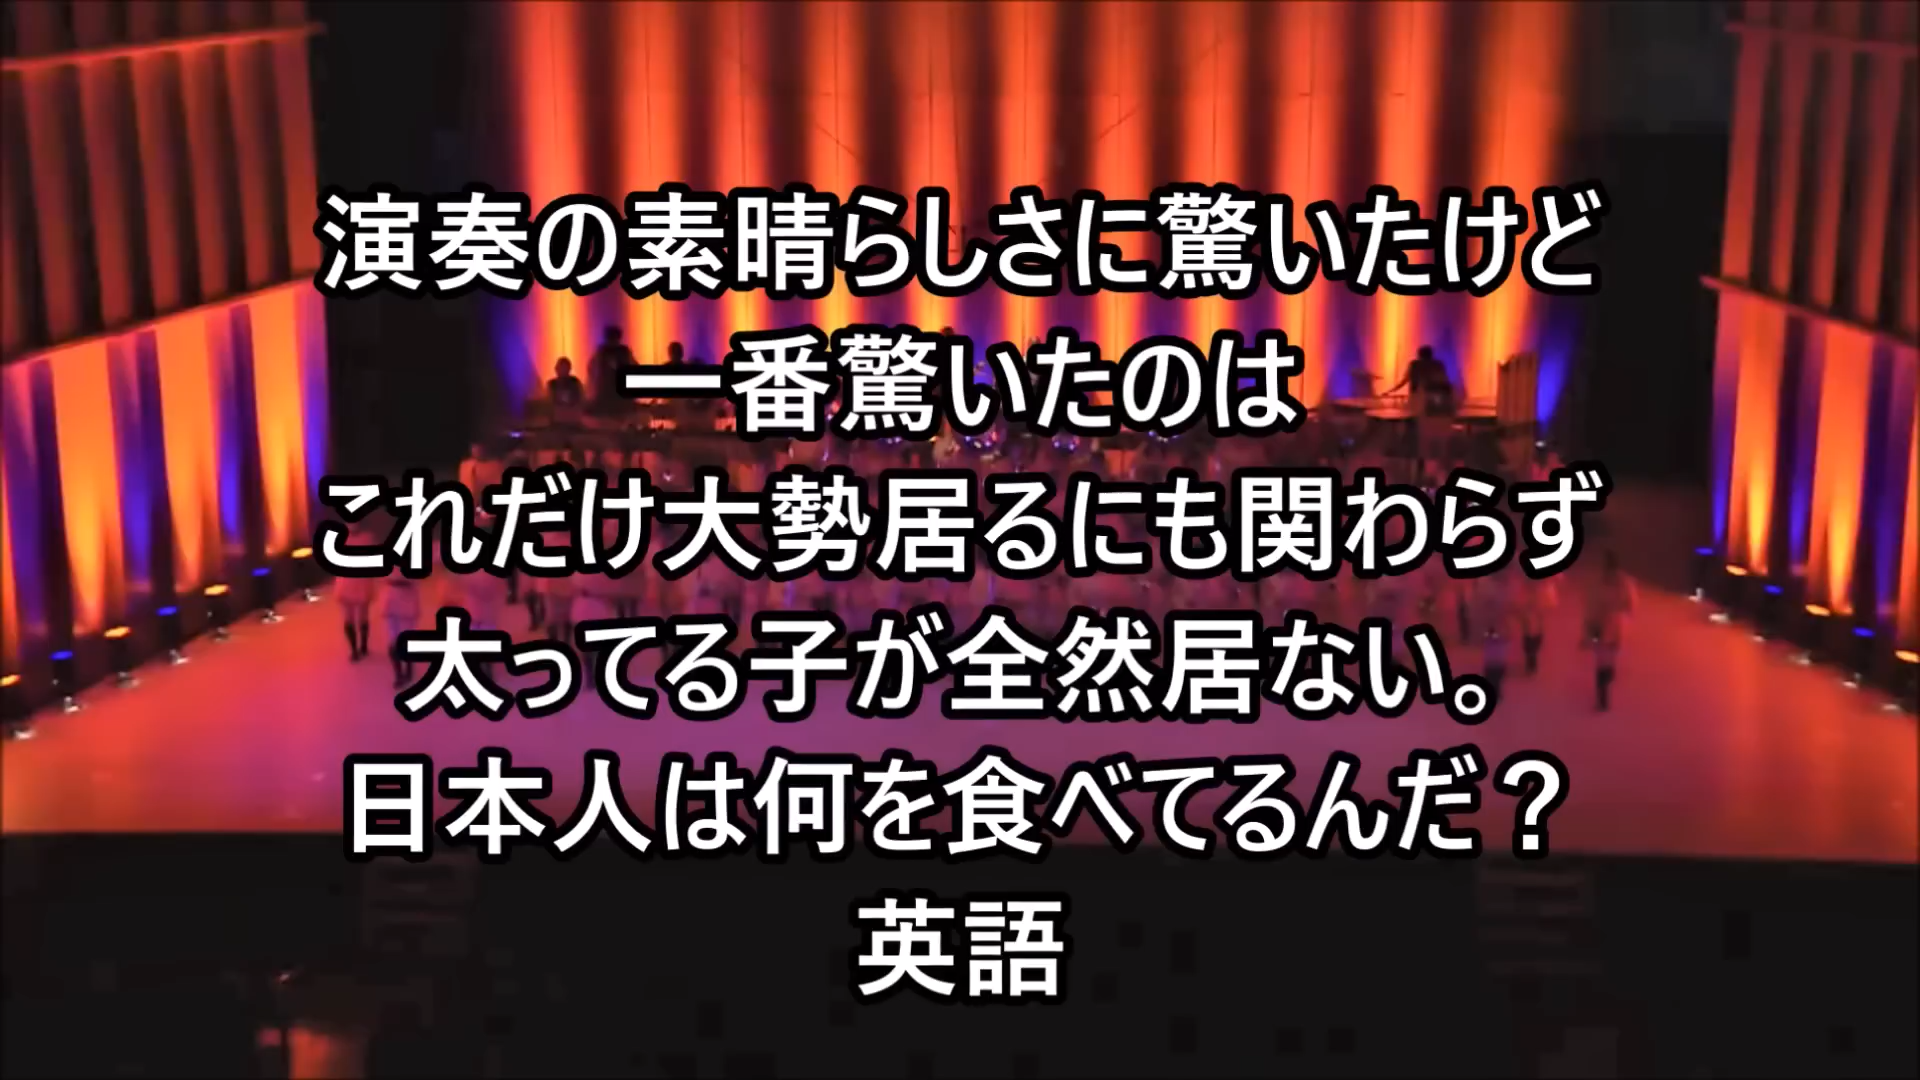 演奏の素晴らしさに驚いたけど
一番驚いたのは
これだけ大勢居るにも関わらず
太ってる子が全然居ない。
日本人は何を食べてるんだ？
英語